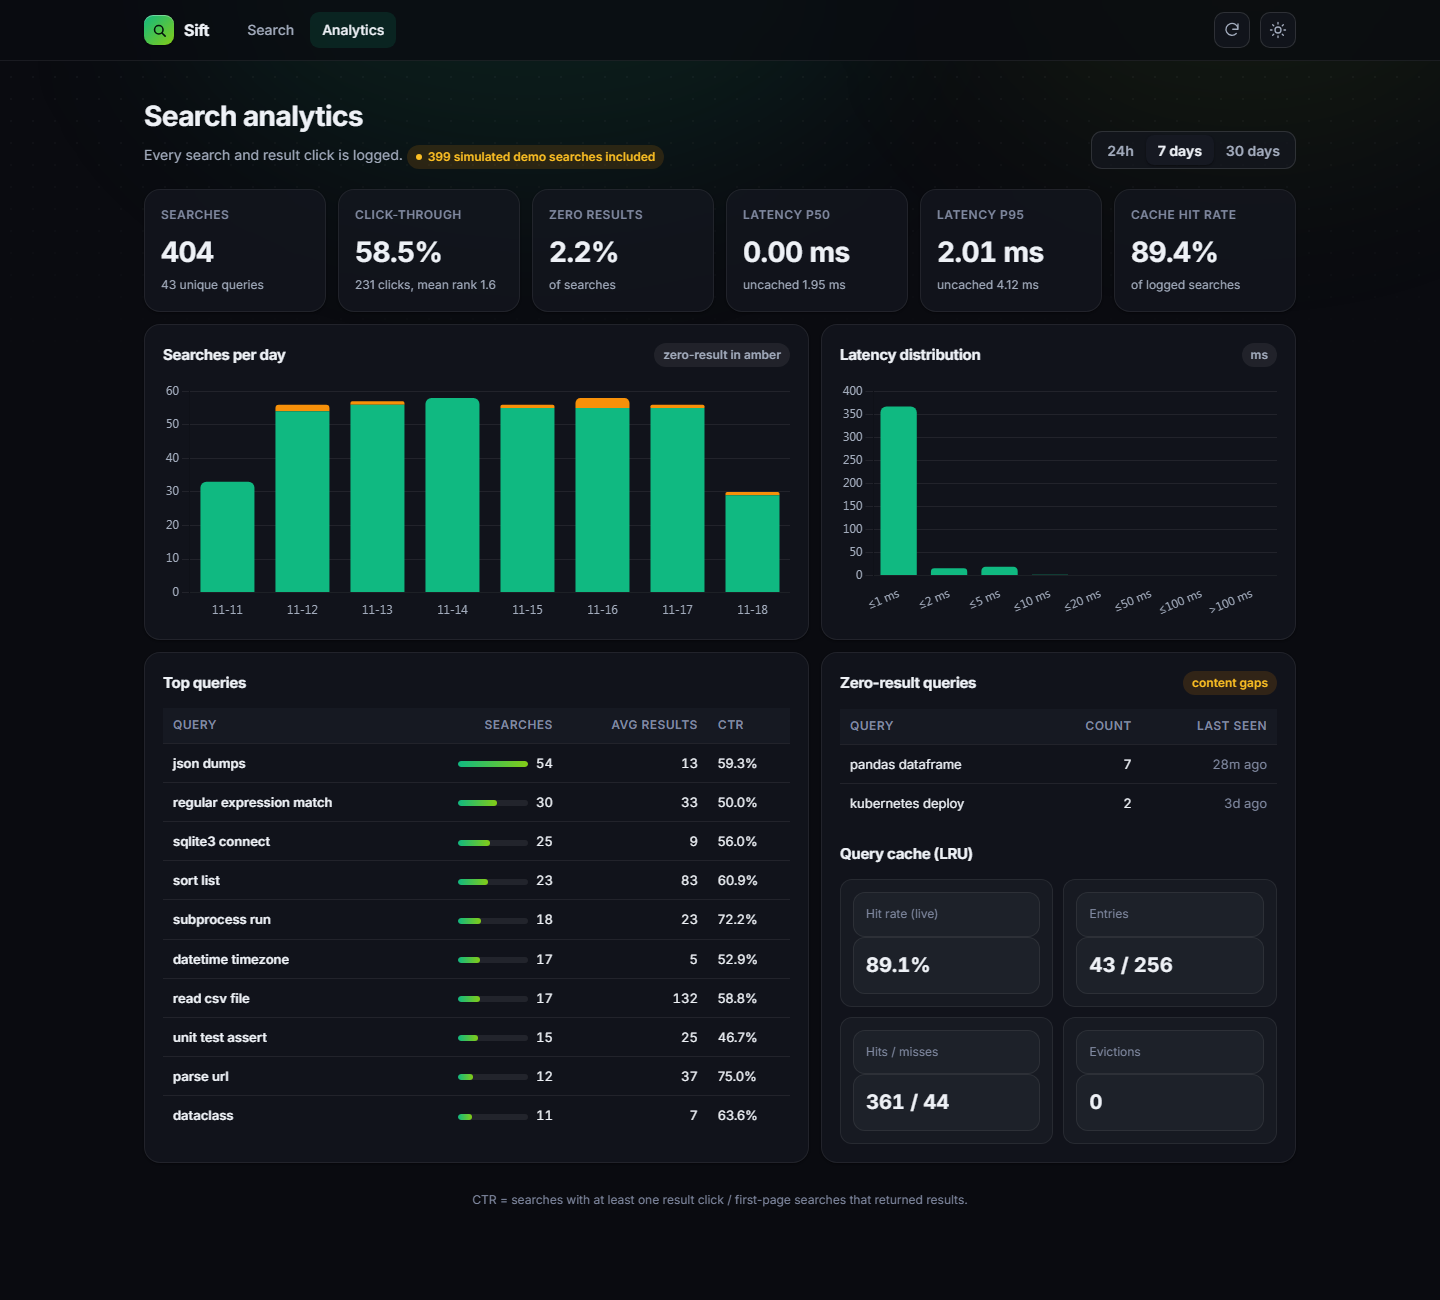 Sift
Search
Analytics
Search analytics
Every search and result click is logged.
399 simulated demo searches included
24h
7 days
30 days
SEARCHES
404
43 unique queries
CLICK-THROUGH
58.5%
231 clicks, mean rank 1.6
ZERO RESULTS
2.2%
of searches
LATENCY P50
0.00 ms
uncached 1.95 ms
LATENCY P95
2.01 ms
uncached 4.12 ms
CACHE HIT RATE
89.4%
of logged searches
Searches per day
zero-result in amber
60
50
40
30
20
10
0
11-11
11-12
11-13
11-14
11-15
11-16
11-17
11-18
Latency distribution
ms
400
350
300
250
200
150
100
50
0
≤1 ms
≤2 ms
≤5 ms
≤10 ms
≤20 ms
≤50 ms
≤100 ms
>100 ms
Top queries
QUERY SEARCHES AVG RESULTS CTR
json dumps 54 13 59.3%
regular expression match 30 33 50.0%
sqlite3 connect 25 9 56.0%
sort list 23 83 60.9%
subprocess run 18 23 72.2%
datetime timezone 17 5 52.9%
read csv file 17 132 58.8%
unit test assert 15 25 46.7%
parse url 12 37 75.0%
dataclass 11 7 63.6%
Zero-result queries
content gaps
QUERY COUNT LAST SEEN
pandas dataframe 7 28m ago
kubernetes deploy 2 3d ago
Query cache (LRU)
Hit rate (live)
89.1%
Entries
43 / 256
Hits / misses
361 / 44
Evictions
0
CTR = searches with at least one result click / first-page searches that returned results.